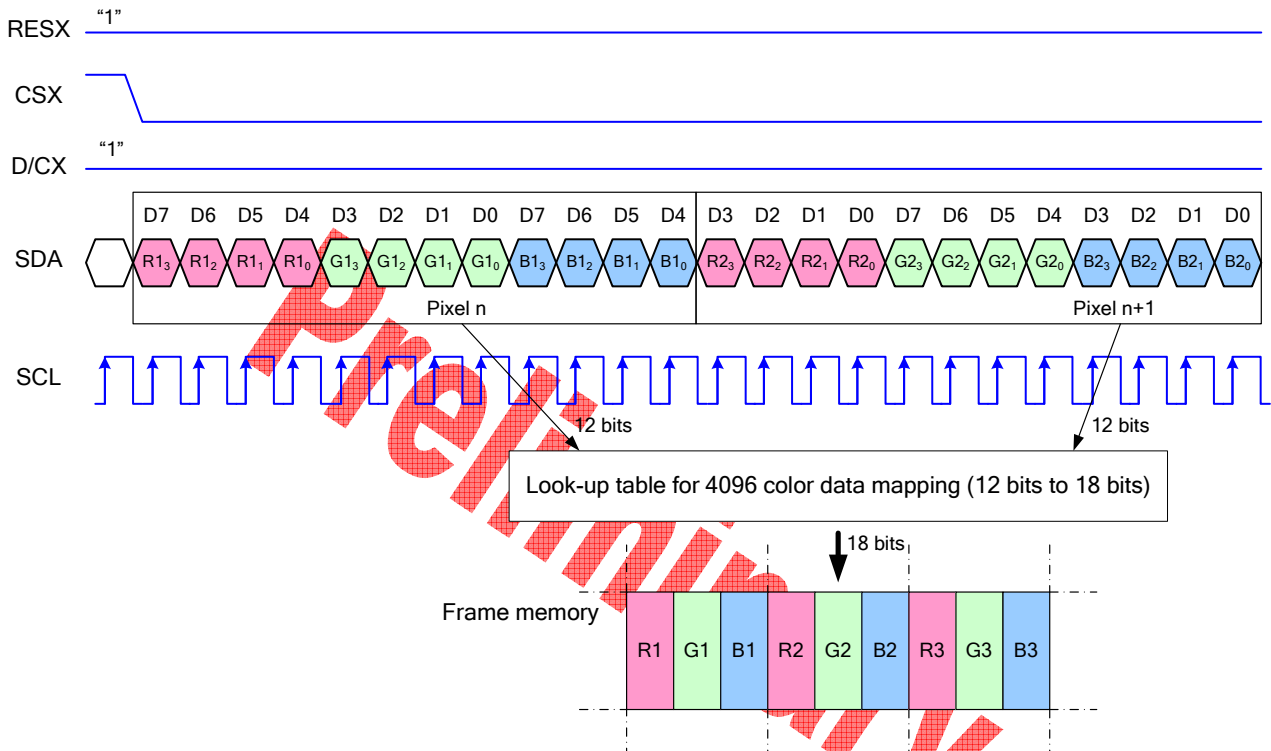 RESX “1”
CSX
D/CX “1”
D7 D6 D5 D4 D3 D2 D1 D0 D7 D6 D5 D4 D3 D2 D1 D0 D7 D6 D5 D4 D3 D2 D1 D0
SDA R1₃ R1₂ R1₁ R1₀ G1₃ G1₂ G1₁ G1₀ B1₃ B1₂ B1₁ B1₀ R2₃ R2₂ R2₁ R2₀ G2₃ G2₂ G2₁ G2₀ B2₃ B2₂ B2₁ B2₀
Pixel n Pixel n+1
SCL
12 bits 12 bits
Look-up table for 4096 color data mapping (12 bits to 18 bits)
18 bits
Frame memory
R1 G1 B1 R2 G2 B2 R3 G3 B3